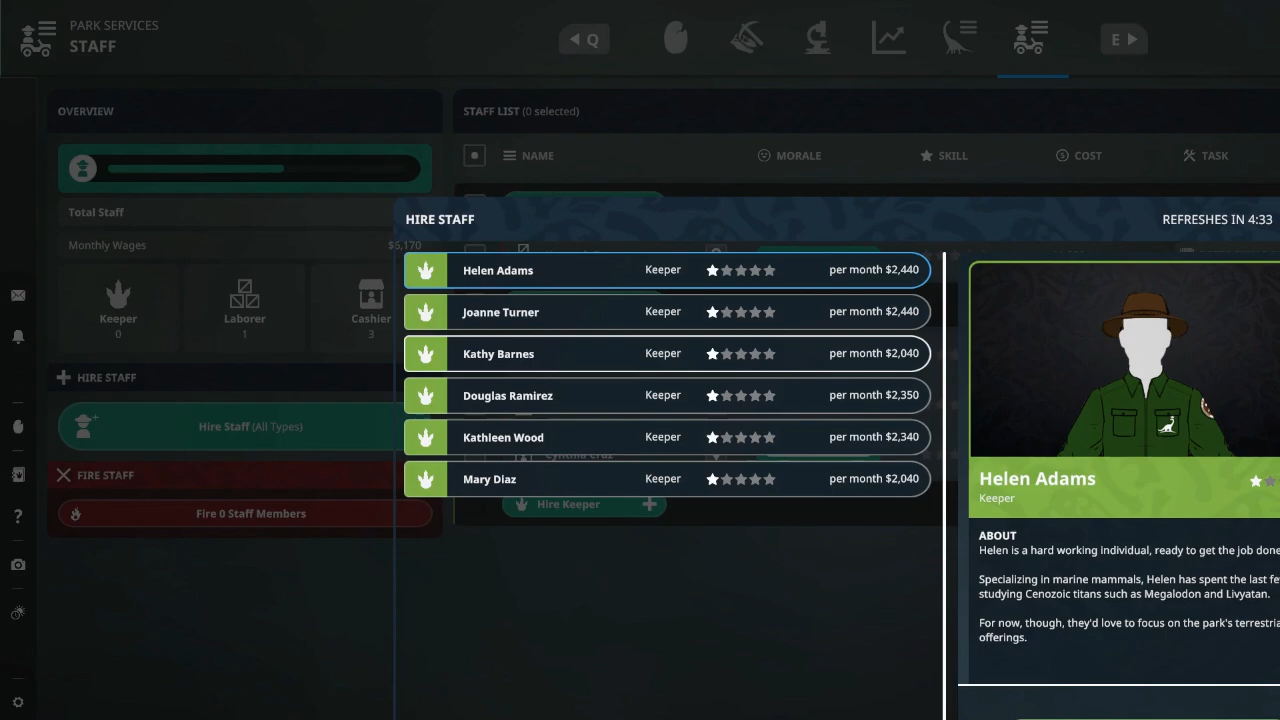 PARK SERVICES
STAFF
Q
E
OVERVIEW
Total Staff
Monthly Wages
$6,170
Keeper
0
Laborer
1
Cashier
3
HIRE STAFF
Hire Staff (All Types)
FIRE STAFF
Fire 0 Staff Members
STAFF LIST (0 selected)
NAME
MORALE
SKILL
COST
TASK
HIRE STAFF
REFRESHES IN 4:33
Helen Adams Keeper per month $2,440
Joanne Turner Keeper per month $2,440
Kathy Barnes Keeper per month $2,040
Douglas Ramirez Keeper per month $2,350
Kathleen Wood Keeper per month $2,340
Cynthia Cruz
Mary Diaz Keeper per month $2,040
Hire Keeper
Helen Adams
Keeper
ABOUT
Helen is a hard working individual, ready to get the job done
Specializing in marine mammals, Helen has spent the last fe
studying Cenozoic titans such as Megalodon and Livyatan.
For now, though, they'd love to focus on the park's terrestria
offerings.